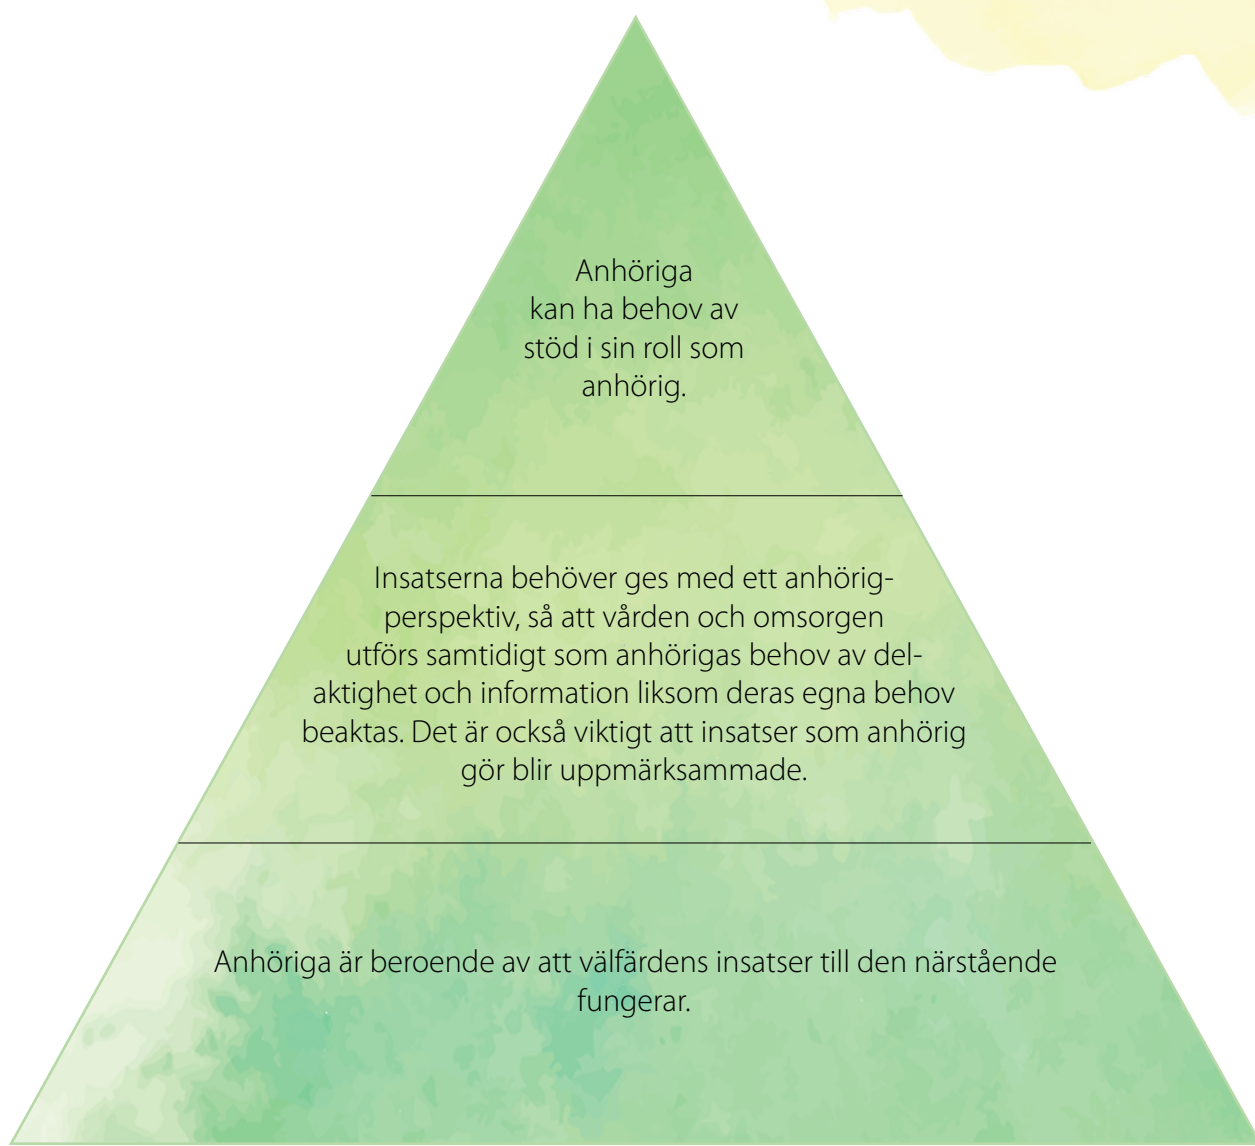 Anhöriga
kan ha behov av
stöd i sin roll som
anhörig.
Insatserna behöver ges med ett anhörig-
perspektiv, så att vården och omsorgen
utförs samtidigt som anhörigas behov av del-
aktighet och information liksom deras egna behov
beaktas. Det är också viktigt att insatser som anhörig
gör blir uppmärksammade.
Anhöriga är beroende av att välfärdens insatser till den närstående
fungerar.